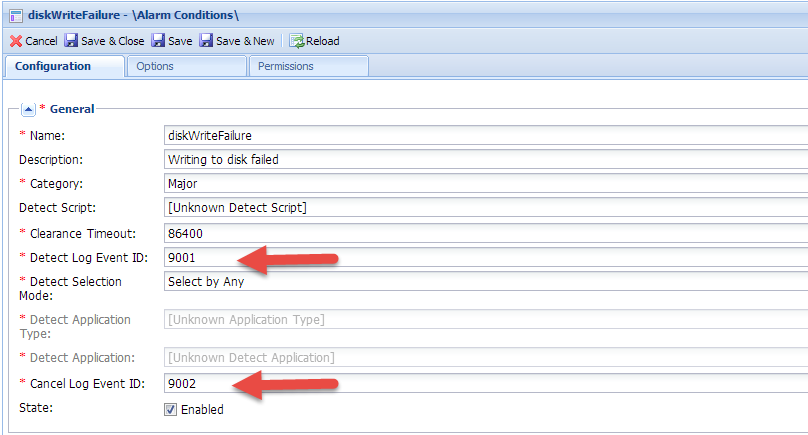 diskWriteFailure - \Alarm Conditions\
Cancel Save & Close Save Save & New Reload
Configuration Options Permissions
* General
* Name: diskWriteFailure
Description: Writing to disk failed
* Category: Major
Detect Script: [Unknown Detect Script]
* Clearance Timeout: 86400
* Detect Log Event ID: 9001
* Detect Selection Mode: Select by Any
* Detect Application Type: [Unknown Application Type]
* Detect Application: [Unknown Detect Application]
* Cancel Log Event ID: 9002
State: Enabled